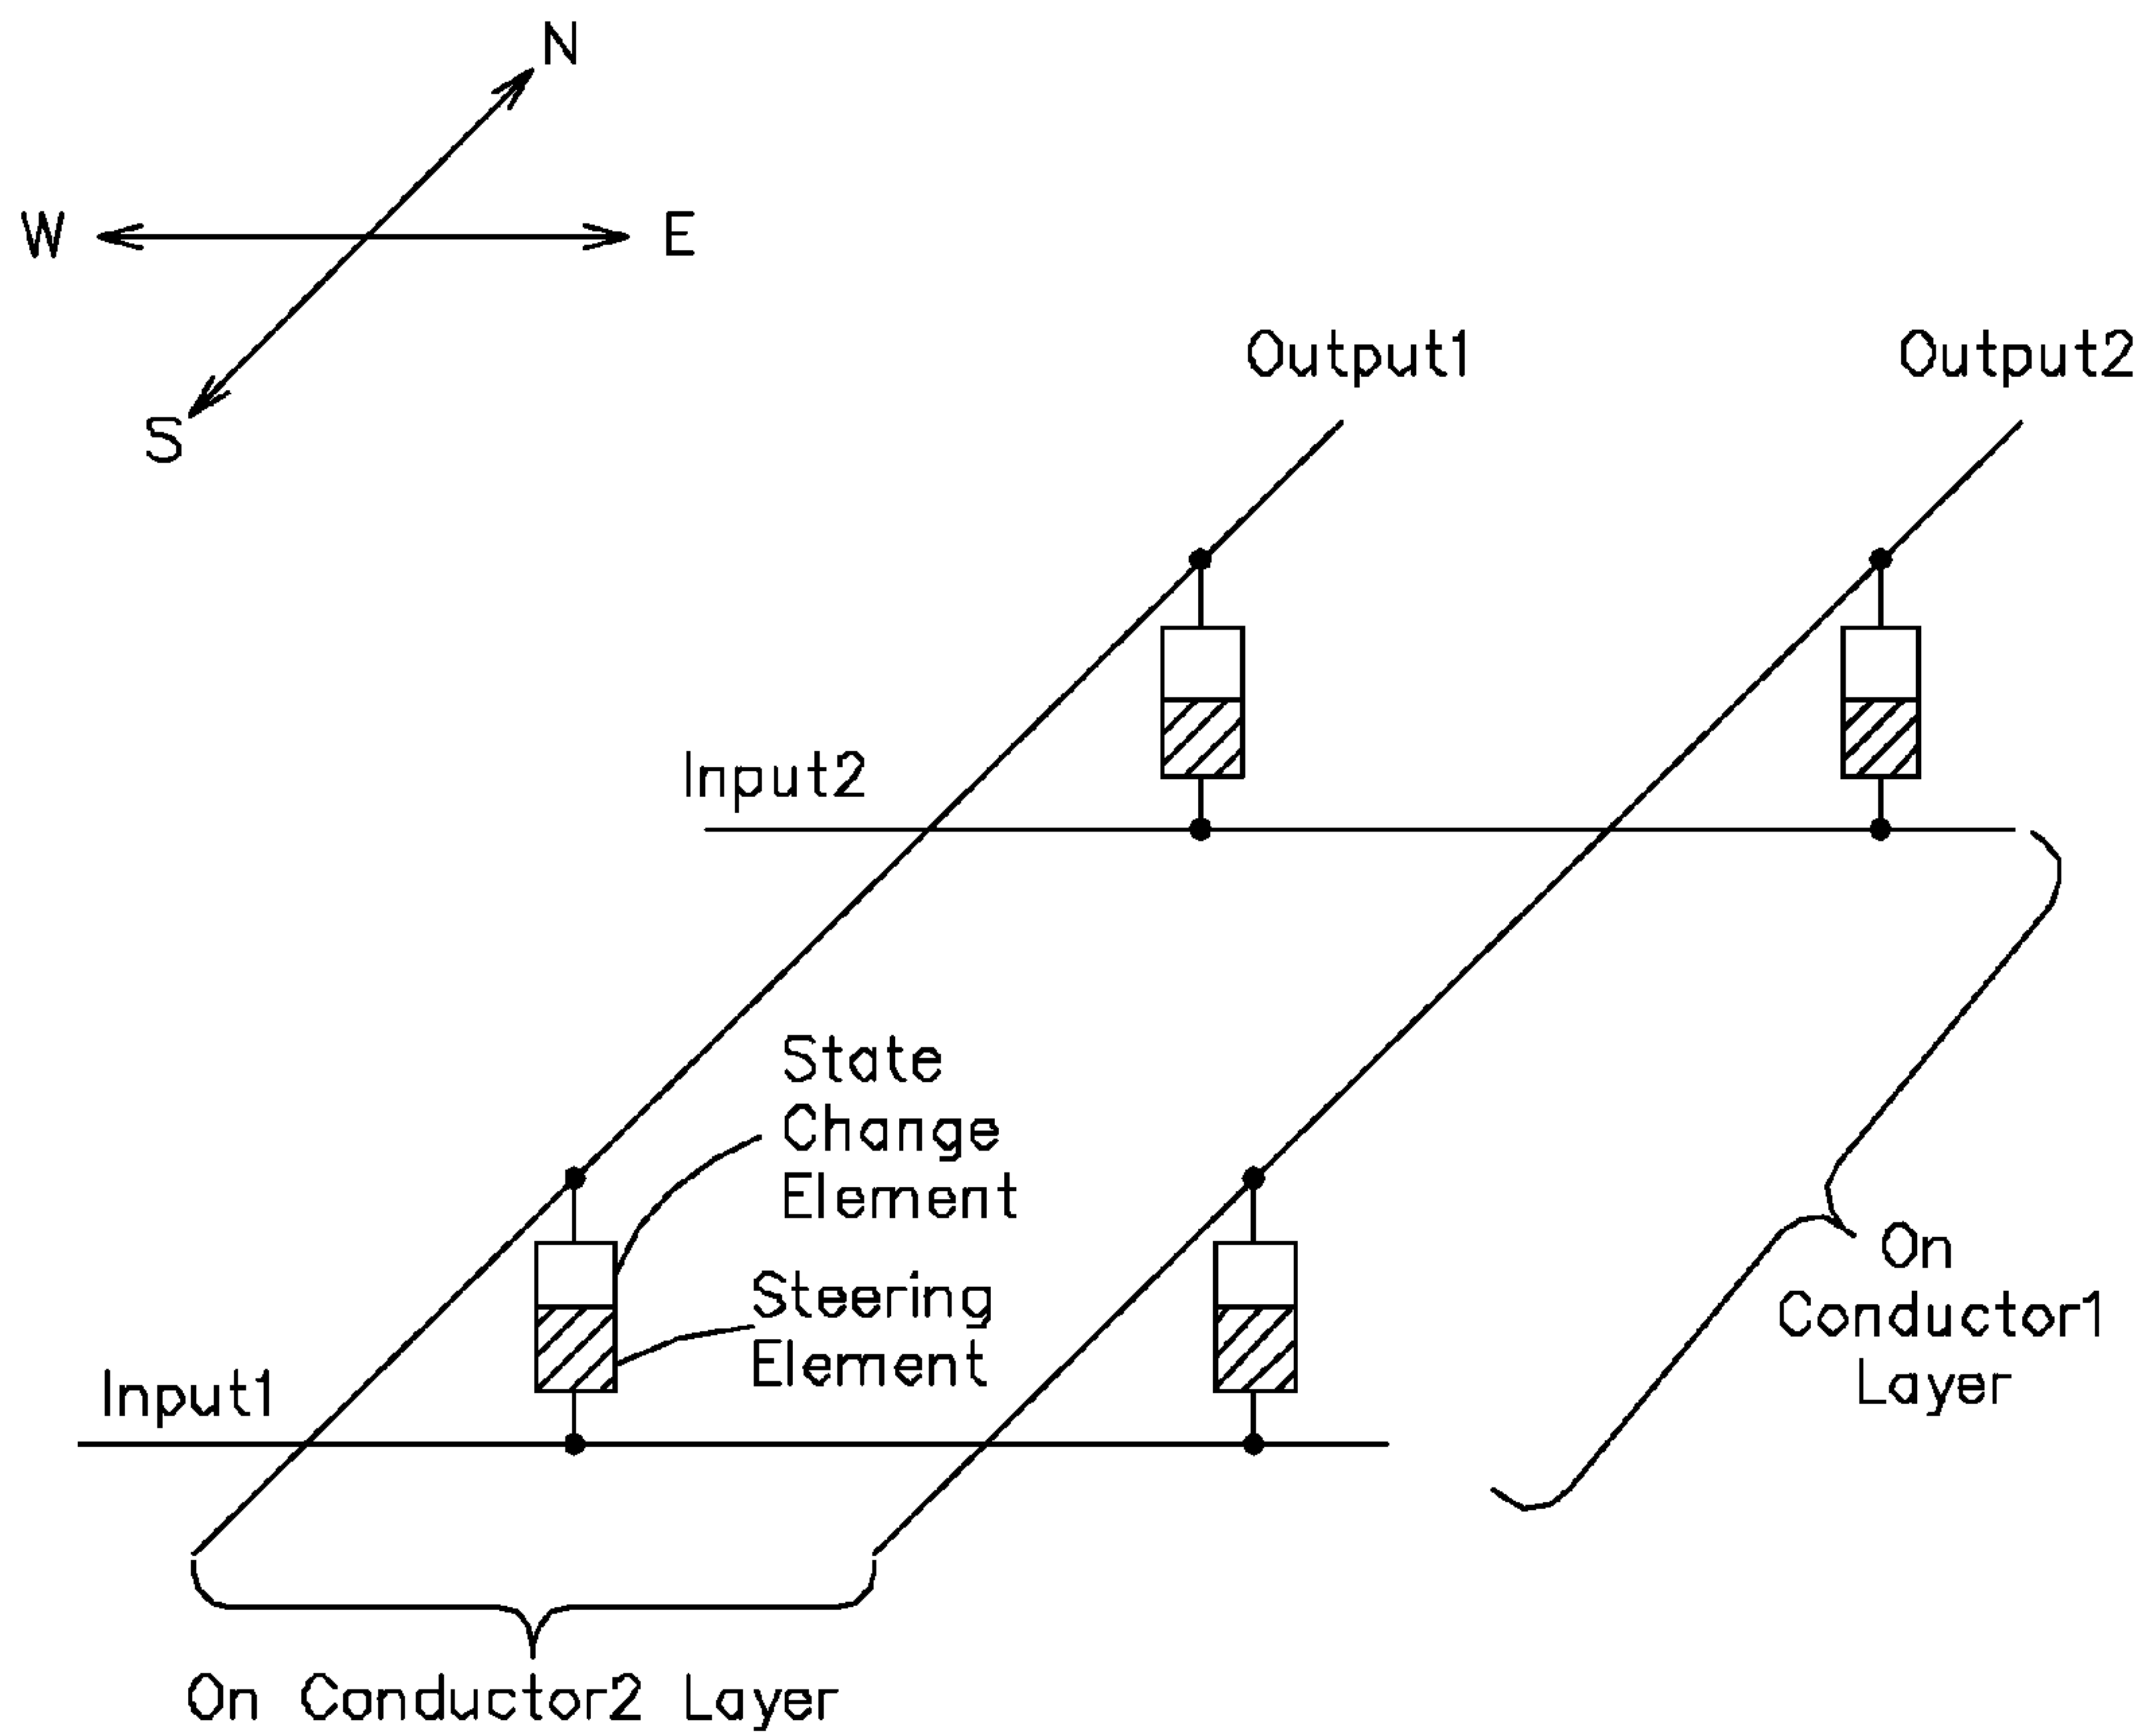 N
W
E
S
Output1
Output2
Input2
State
Change
Element
Steering
Element
On
Conductor1
Layer
Input1
On Conductor2 Layer